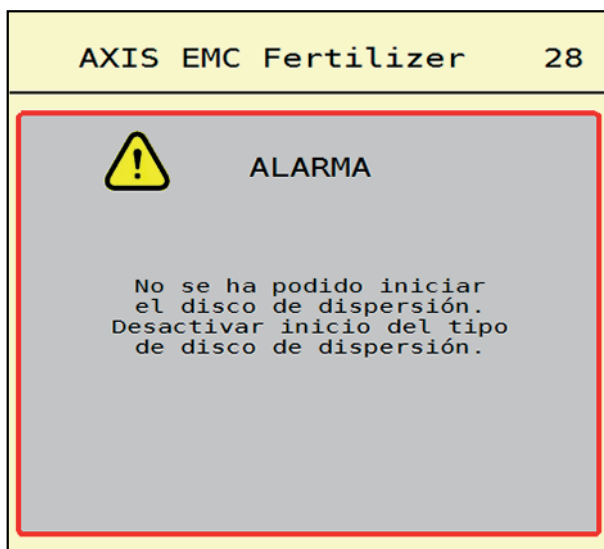 AXIS EMC Fertilizer 28
ALARMA
No se ha podido iniciar
el disco de dispersión.
Desactivar inicio del tipo
de disco de dispersión.